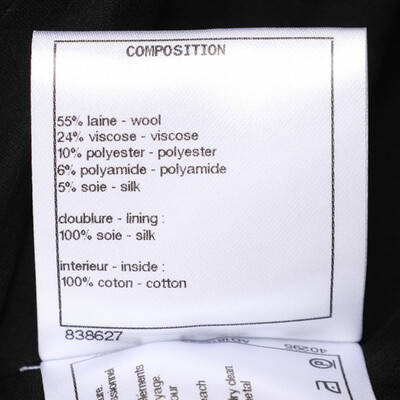 COMPOSITION
55% laine - wool
24% viscose - viscose
10% polyester - polyester
6% polyamide - polyamide
5% soie - silk
doublure - lining :
100% soie - silk
interieur - inside :
100% coton - cotton
838627
40295